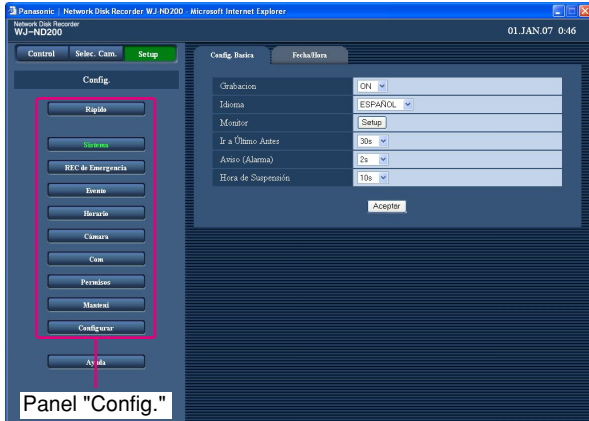 Panasonic | Network Disk Recorder WJ-ND200 - Microsoft Internet Explorer
Network Disk Recorder
WJ-ND200
01.JAN.07 0:46
Control
Selec. Cam.
Setup
Config. Basica
Fecha/Hora
Config.
Rápido
Sistema
REC de Emergencia
Evento
Horario
Cámara
Com
Permisos
Manteni
Configurar
Ayuda
Grabacion ON
Idioma ESPAÑOL
Monitor Setup
Ir a Último Antes 30s
Aviso (Alarma) 2s
Hora de Suspensión 10s
Aceptar
Panel "Config."